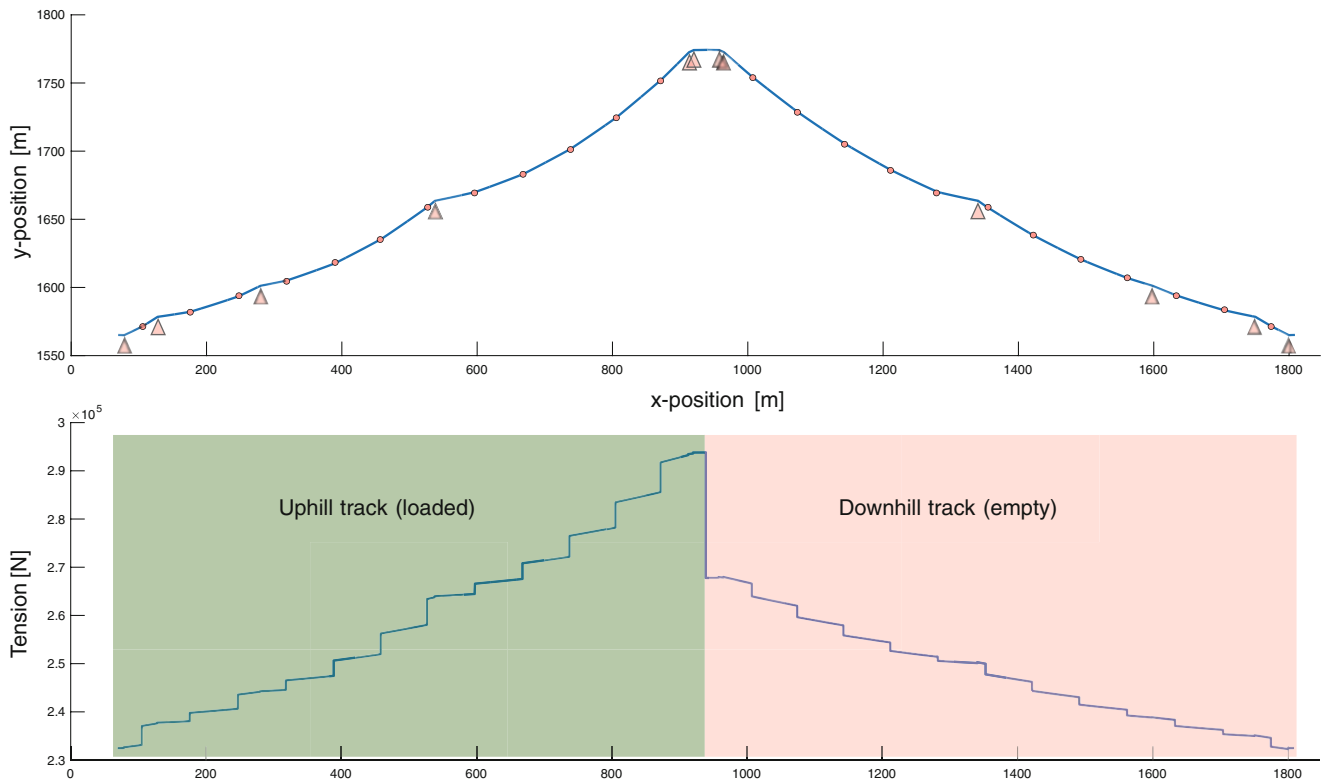 1800
1750
1700
1650
1600
1550
y-position [m]
0 200 400 600 800 1000 1200 1400 1600 1800
x-position [m]
×10⁵
3
2.9
2.8
2.7
2.6
2.5
2.4
2.3
Tension [N]
Uphill track (loaded) Downhill track (empty)
0 200 400 600 800 1000 1200 1400 1600 1800